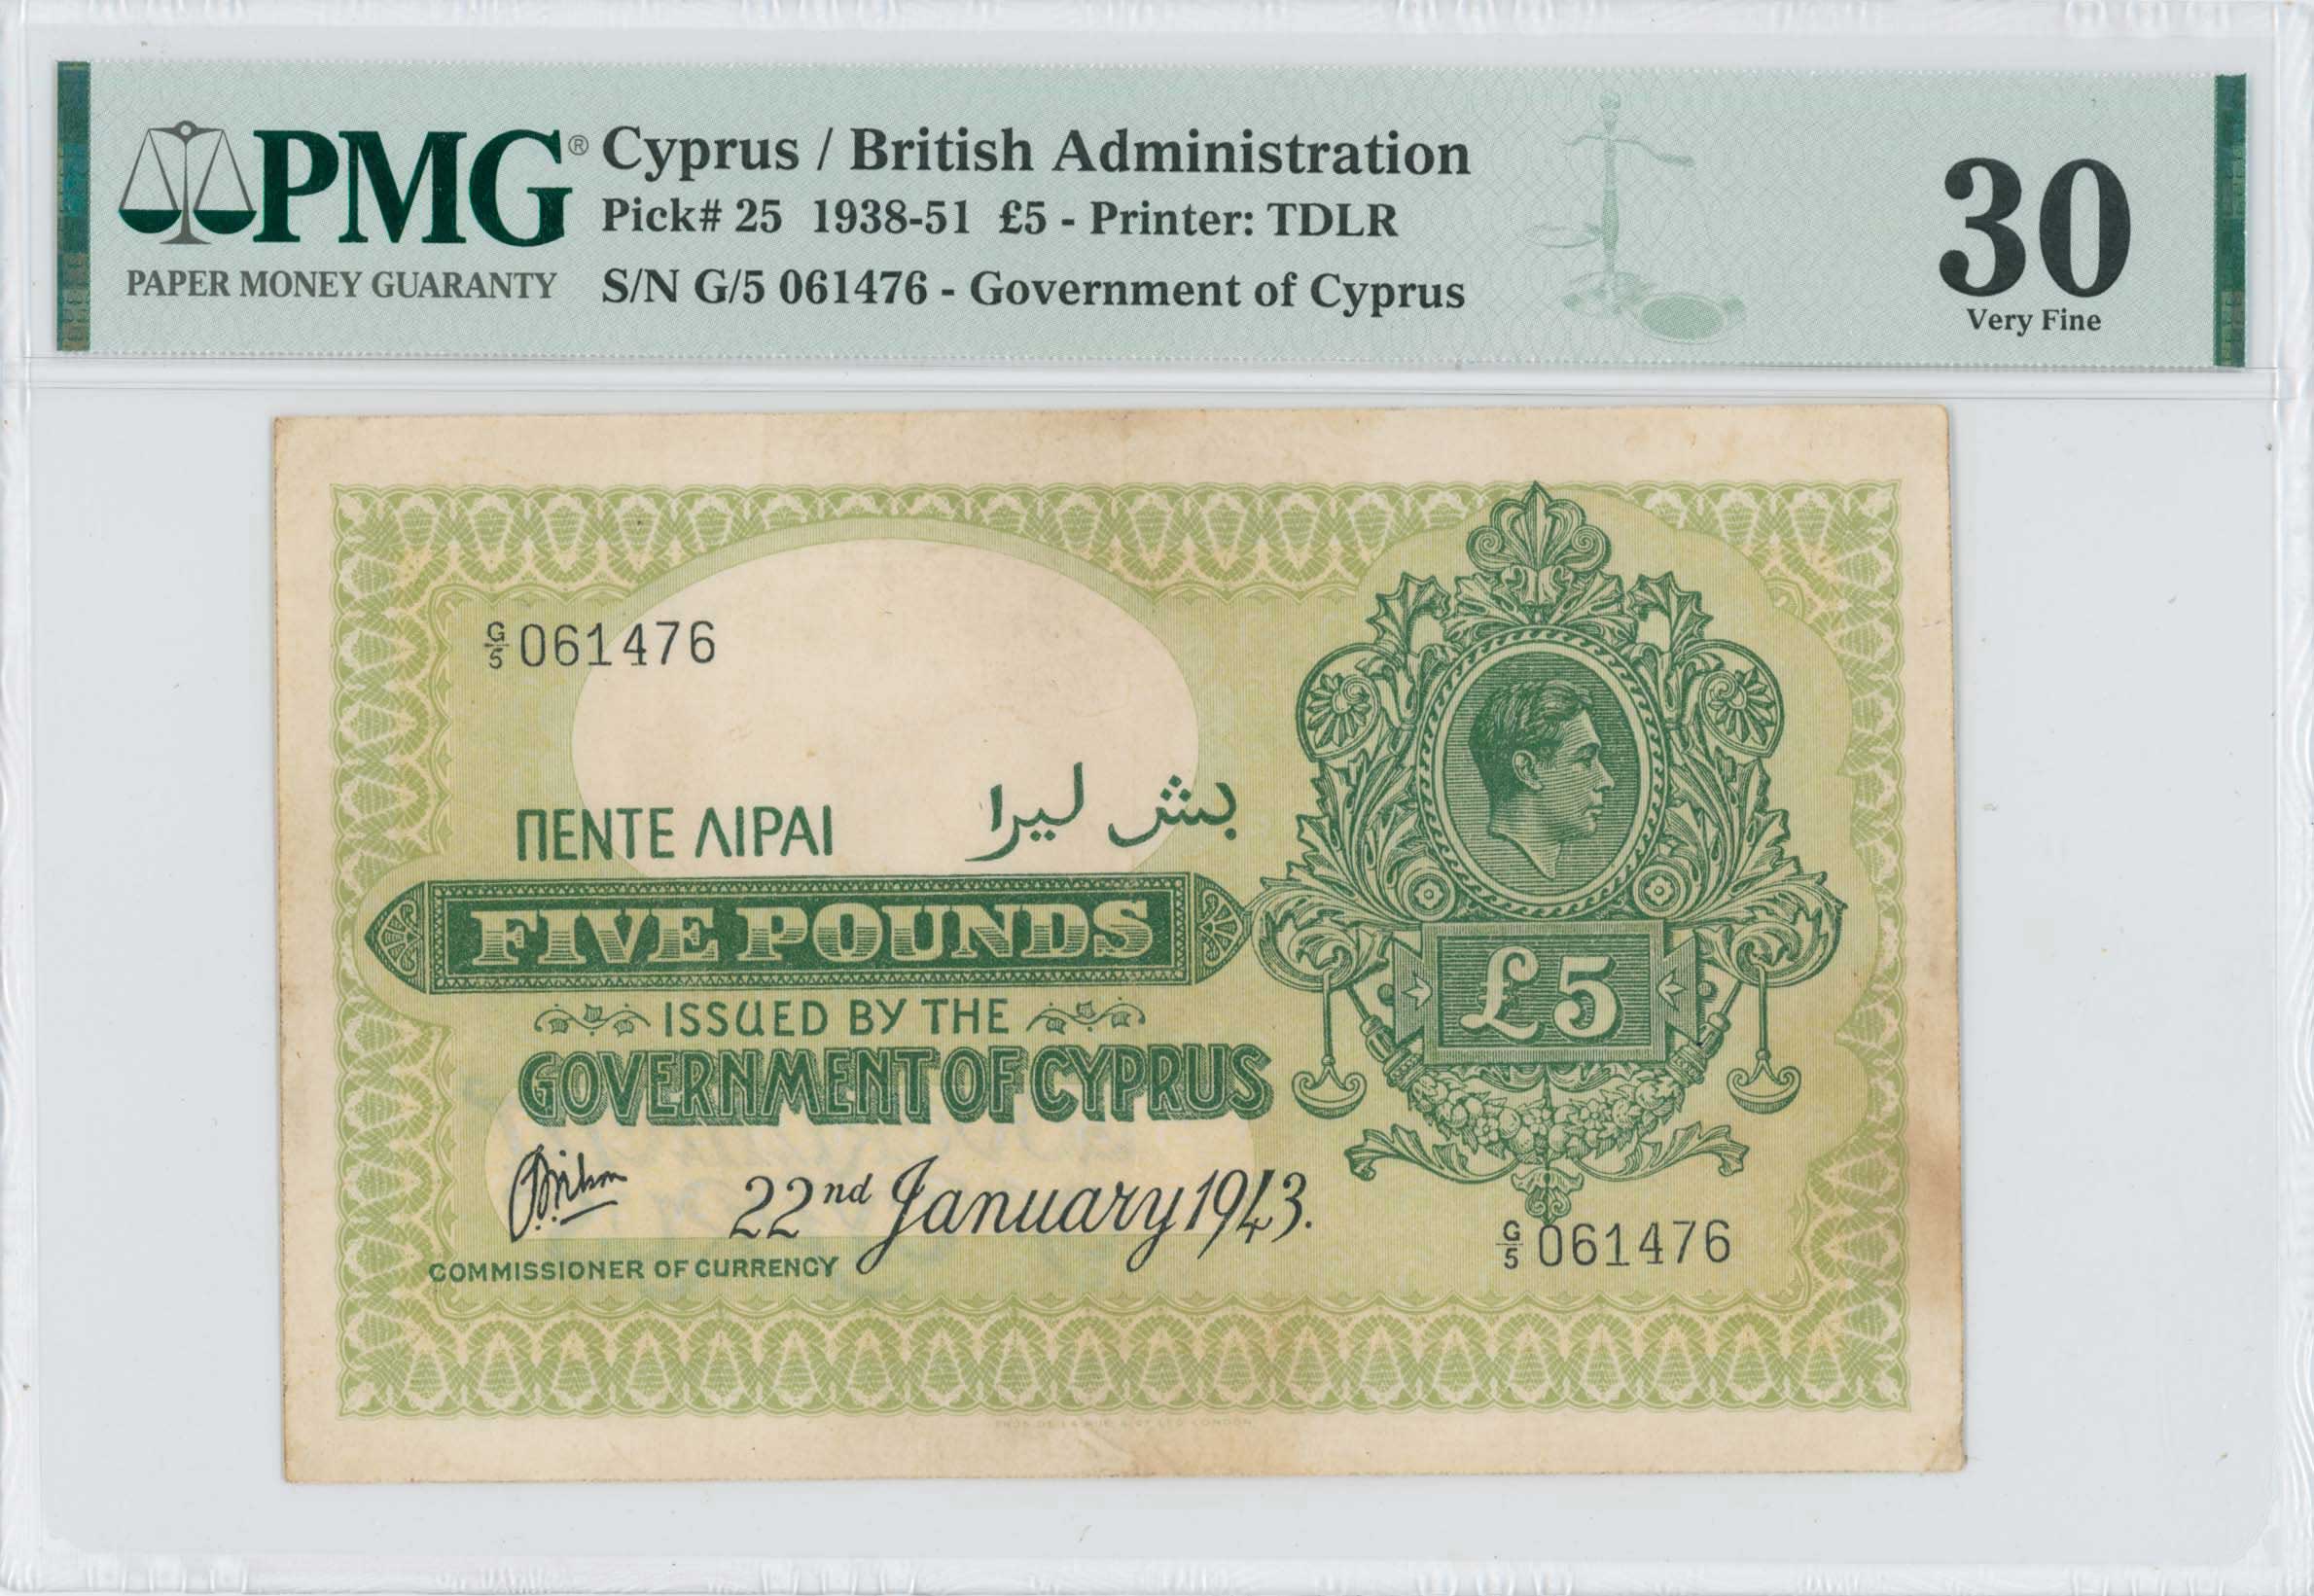 PMG®
PAPER MONEY GUARANTY
Cyprus / British Administration
Pick# 25 1938-51 £5 - Printer: TDLR
S/N G/5 061476 - Government of Cyprus
30
Very Fine
G/5 061476
ΠΕΝΤΕ ΛΙΡΑΙ
بش ليرا
FIVE POUNDS
£5
ISSUED BY THE
GOVERNMENT OF CYPRUS
22nd January 1943.
COMMISSIONER OF CURRENCY
G/5 061476